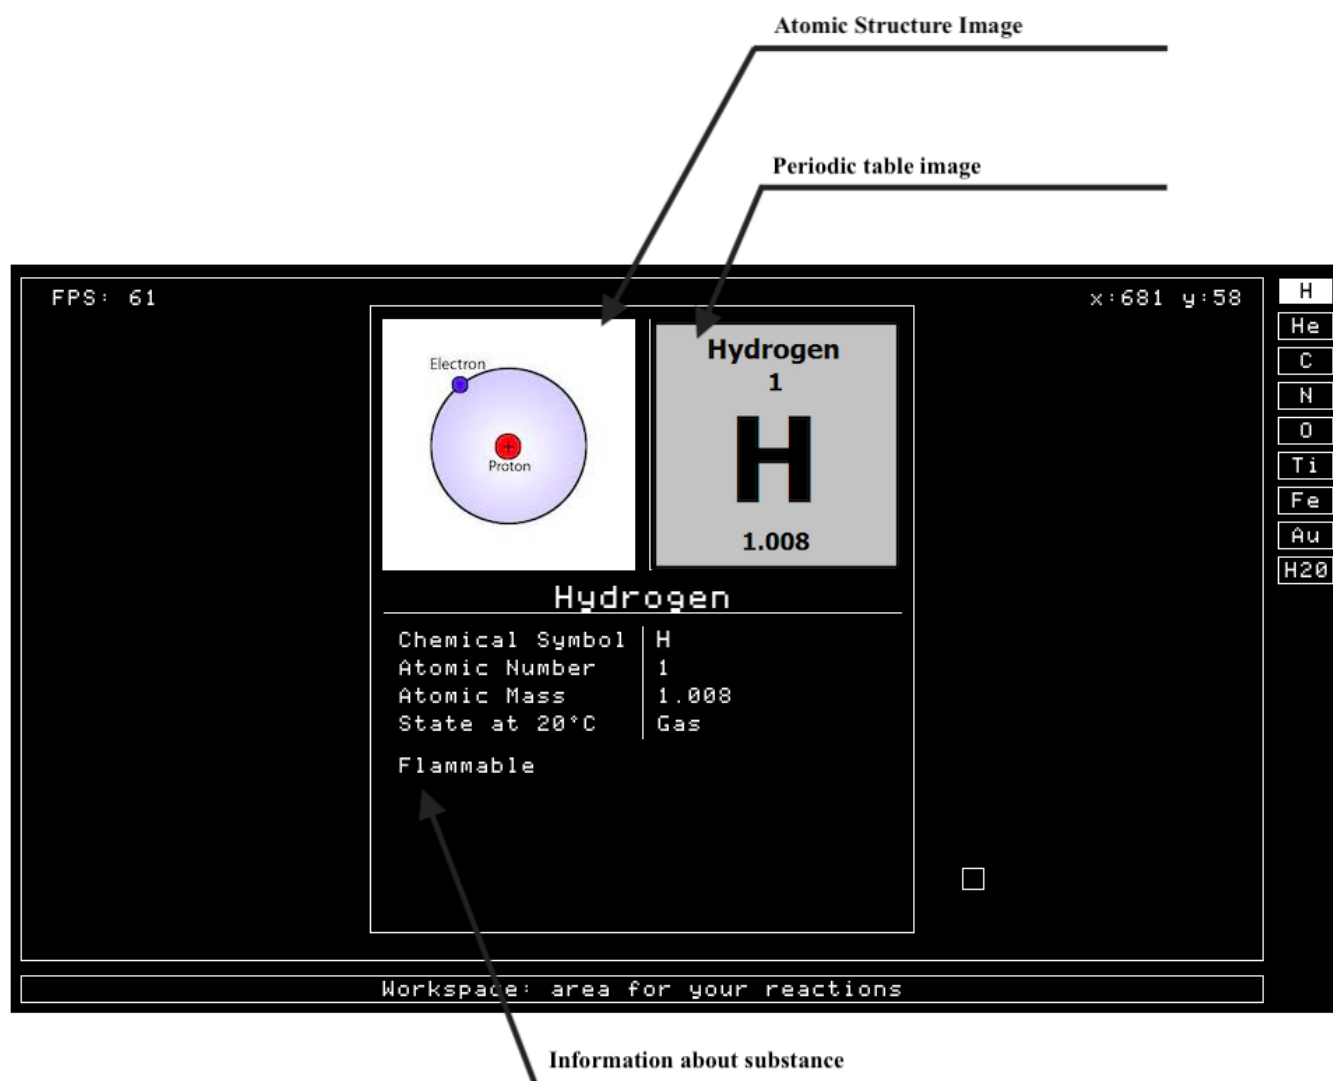 Atomic Structure Image
Periodic table image
FPS: 61
x:681 y:58
H
He
C
N
O
Ti
Fe
Au
H20
Electron
Proton
Hydrogen
1
H
1.008
Hydrogen
Chemical Symbol H
Atomic Number 1
Atomic Mass 1.008
State at 20°C Gas
Flammable
Workspace: area for your reactions
Information about substance